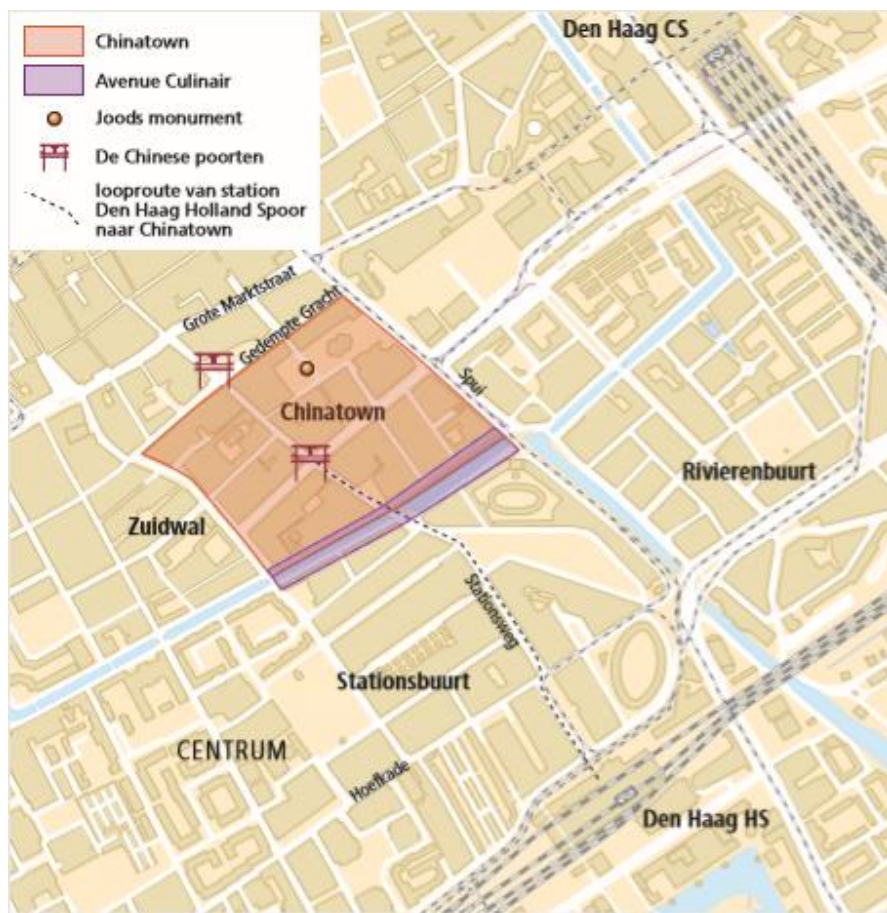 Chinatown
Avenue Culinair
Joods monument
De Chinese poorten
looproute van station
Den Haag Holland Spoor
naar Chinatown
Den Haag CS
Grote Marktstraat
Gedempte Gracht
Spui
Chinatown
Rivierenbuurt
Zuidwal
Stationsweg
Stationsbuurt
CENTRUM
Hoefkade
Den Haag HS